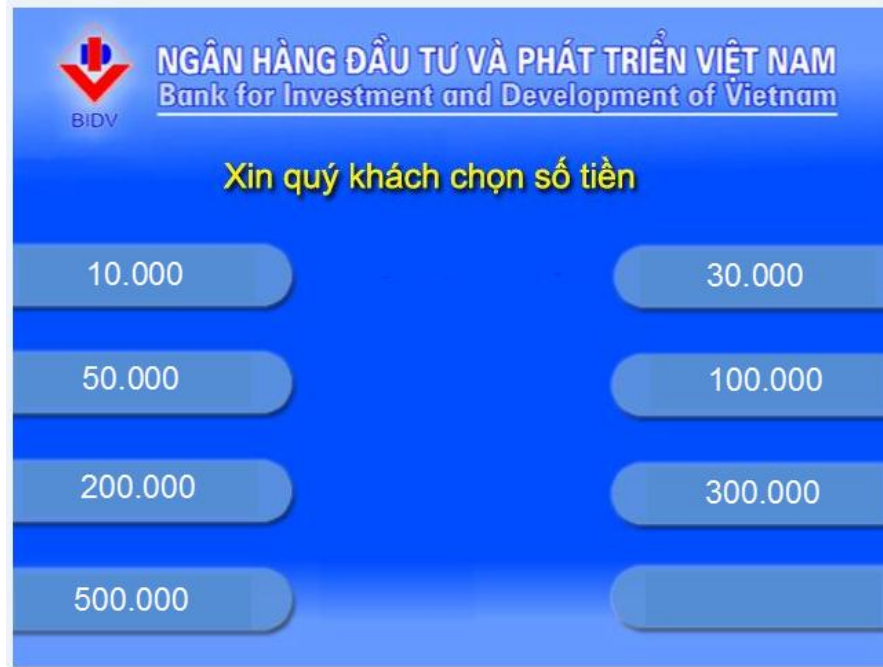 NGÂN HÀNG ĐẦU TƯ VÀ PHÁT TRIỂN VIỆT NAM
Bank for Investment and Development of Vietnam
BIDV
Xin quý khách chọn số tiền
10.000
30.000
50.000
100.000
200.000
300.000
500.000